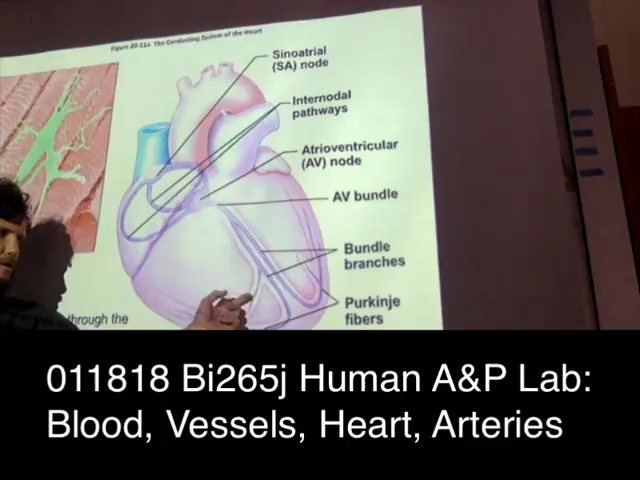 Figure 20-11a The Conducting System of the Heart
Sinoatrial
(SA) node
Internodal
pathways
Atrioventricular
(AV) node
AV bundle
Bundle
branches
Purkinje
fibers
through the
011818 Bi265j Human A&P Lab:
Blood, Vessels, Heart, Arteries